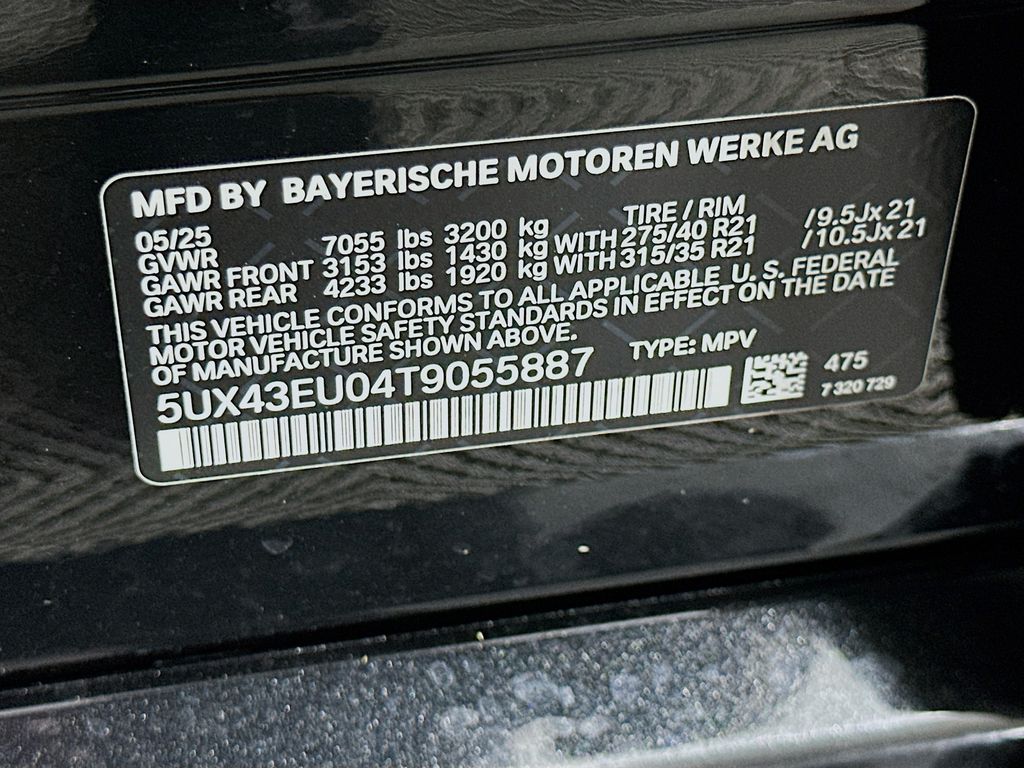 MFD BY BAYERISCHE MOTOREN WERKE AG
05/25 TIRE / RIM
GVWR 7055 lbs 3200 kg
GAWR FRONT 3153 lbs 1430 kg WITH 275/40 R21 /9.5Jx 21
GAWR REAR 4233 lbs 1920 kg WITH 315/35 R21 /10.5Jx 21
THIS VEHICLE CONFORMS TO ALL APPLICABLE U. S. FEDERAL
MOTOR VEHICLE SAFETY STANDARDS IN EFFECT ON THE DATE
OF MANUFACTURE SHOWN ABOVE.
5UX43EU04T9055887 TYPE: MPV
475
7 320 729